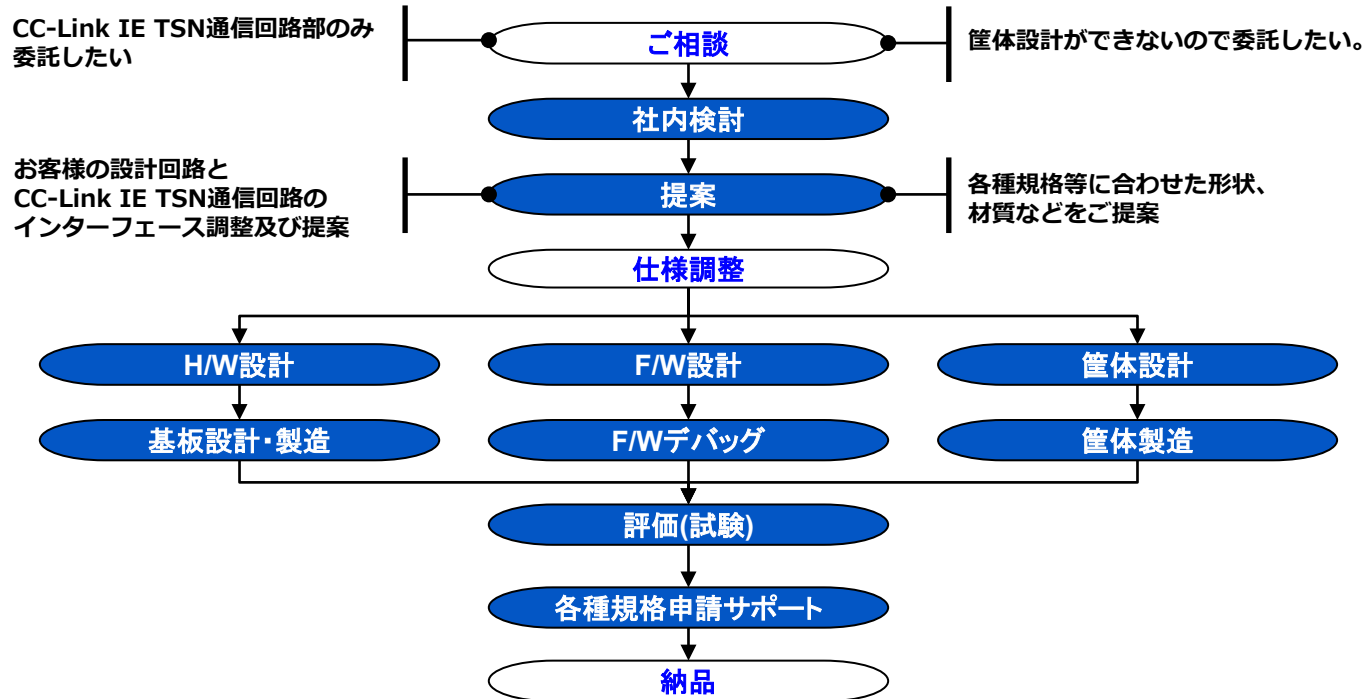 CC-Link IE TSN通信回路部のみ
委託したい
ご相談
筐体設計ができないので委託したい。
社内検討
お客様の設計回路と
CC-Link IE TSN通信回路の
インターフェース調整及び提案
提案
各種規格等に合わせた形状、
材質などをご提案
仕様調整
H/W設計
F/W設計
筐体設計
基板設計・製造
F/Wデバッグ
筐体製造
評価(試験)
各種規格申請サポート
納品